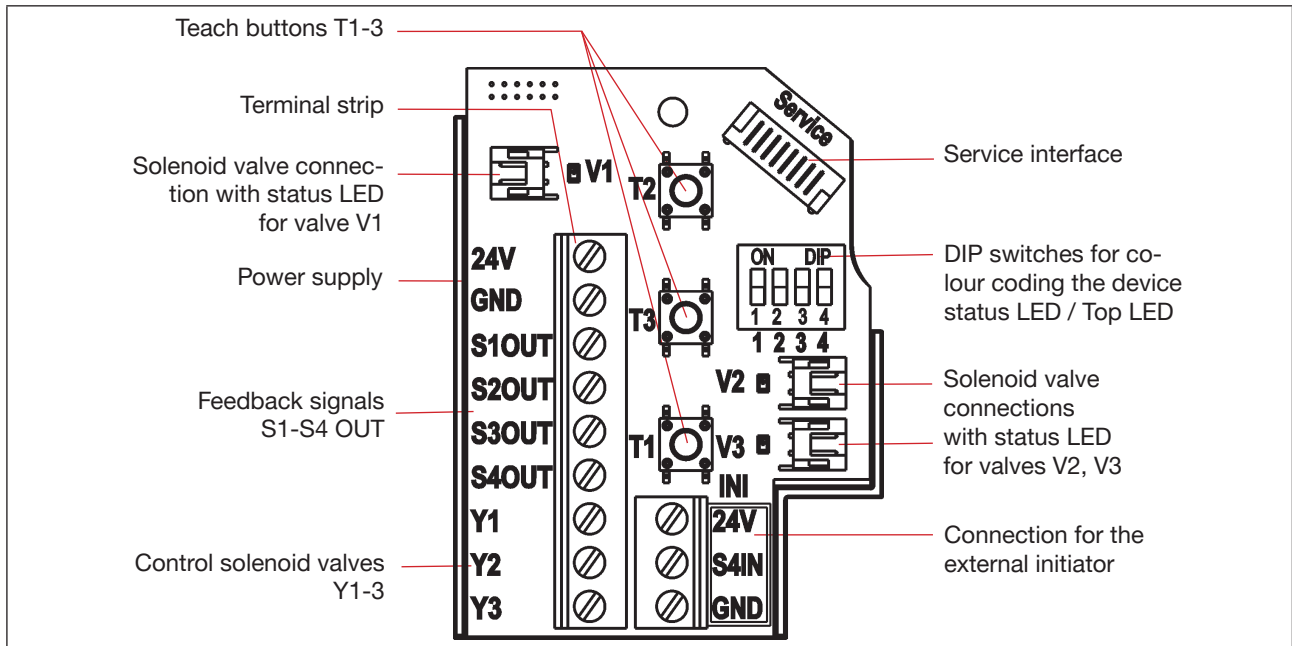 Teach buttons T1-3
Terminal strip
Solenoid valve connec-
tion with status LED
for valve V1
Power supply
Feedback signals
S1-S4 OUT
Control solenoid valves
Y1-3
V1
T2
Service
24V
GND
S1OUT
S2OUT
S3OUT
S4OUT
Y1
Y2
Y3
T3
T1
ON DIP
1 2 3 4
1 2 3 4
V2
V3
INI
24V
S4IN
GND
Service interface
DIP switches for co-
lour coding the device
status LED / Top LED
Solenoid valve
connections
with status LED
for valves V2, V3
Connection for the
external initiator